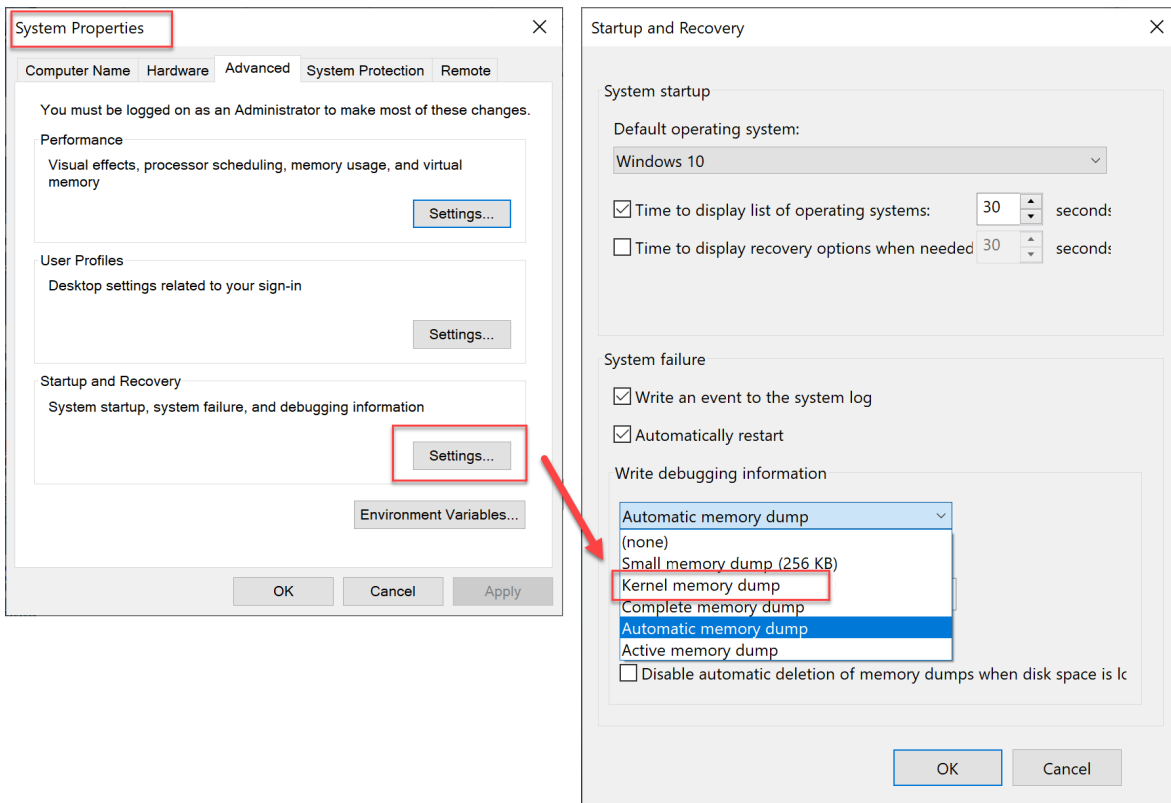 System Properties
Computer Name
Hardware
Advanced
System Protection
Remote
You must be logged on as an Administrator to make most of these changes.
Performance
Visual effects, processor scheduling, memory usage, and virtual
memory
Settings...
User Profiles
Desktop settings related to your sign-in
Settings...
Startup and Recovery
System startup, system failure, and debugging information
Settings...
Environment Variables...
OK
Cancel
Apply
Startup and Recovery
System startup
Default operating system:
Windows 10
Time to display list of operating systems:
30
seconds
Time to display recovery options when needed
30
seconds
System failure
Write an event to the system log
Automatically restart
Write debugging information
Automatic memory dump
(none)
Small memory dump (256 KB)
Kernel memory dump
Complete memory dump
Automatic memory dump
Active memory dump
Disable automatic deletion of memory dumps when disk space is lo
OK
Cancel